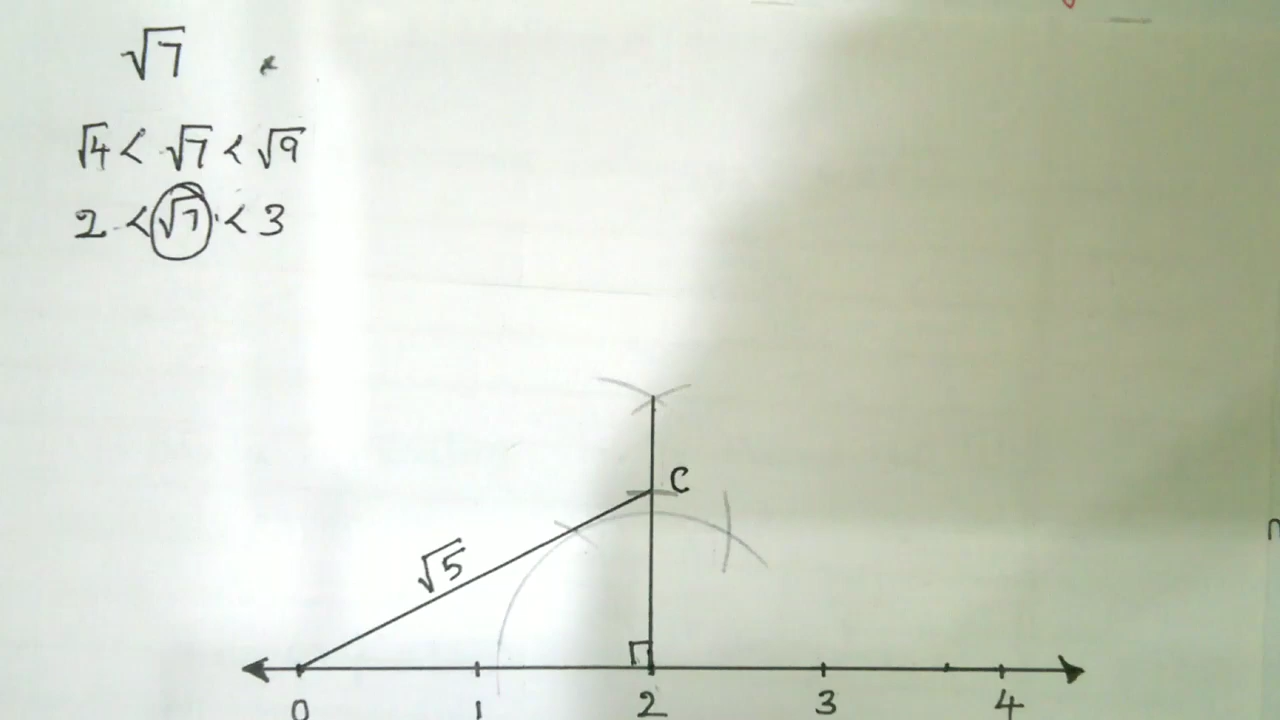 √7
√4 < √7 < √9
2 < √7 < 3
C
√5
0 1 2 3 4